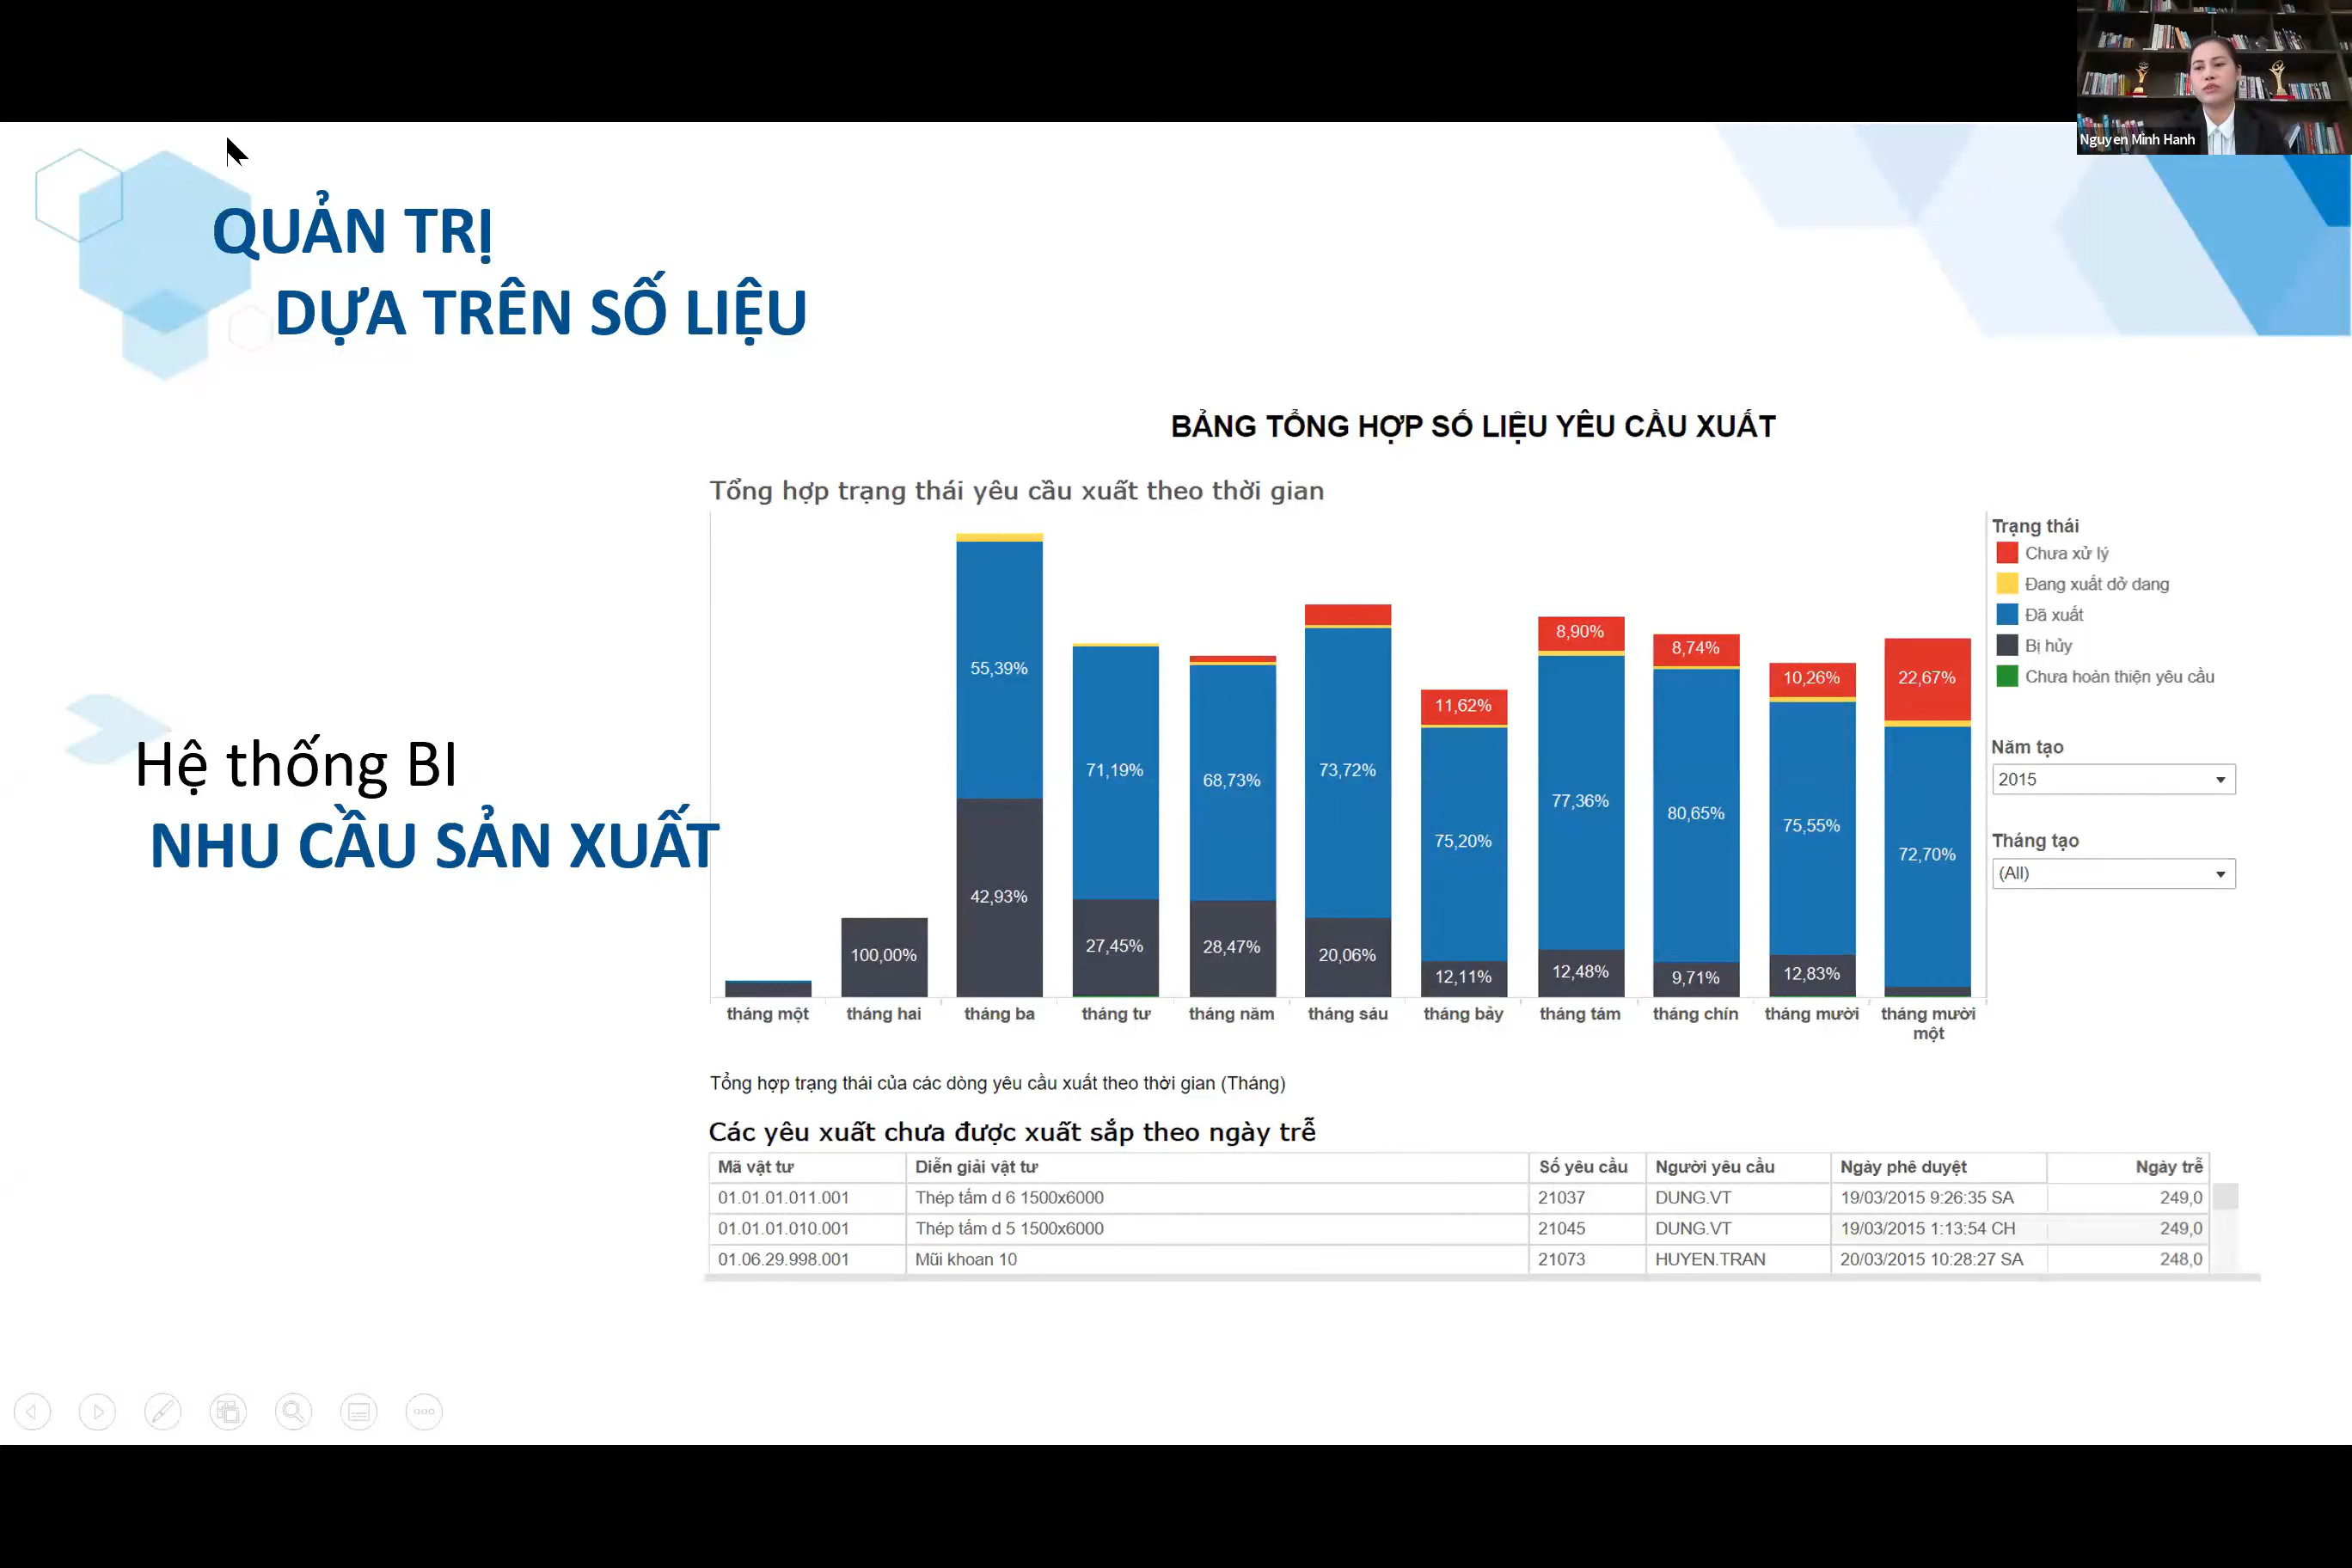 Nguyen Minh Hanh
QUẢN TRỊ
DỰA TRÊN SỐ LIỆU
Hệ thống BI
NHU CẦU SẢN XUẤT
BẢNG TỔNG HỢP SỐ LIỆU YÊU CẦU XUẤT
Tổng hợp trạng thái yêu cầu xuất theo thời gian
55,39%
42,93%
100,00%
71,19%
27,45%
68,73%
28,47%
73,72%
20,06%
11,62%
75,20%
12,11%
8,90%
77,36%
12,48%
8,74%
80,65%
9,71%
10,26%
75,55%
12,83%
22,67%
72,70%
tháng một tháng hai tháng ba tháng tư tháng năm tháng sáu tháng bảy tháng tám tháng chín tháng mười tháng mười
một
Trạng thái
Chưa xử lý
Đang xuất dở dang
Đã xuất
Bị hủy
Chưa hoàn thiện yêu cầu
Năm tạo
2015
Tháng tạo
(All)
Tổng hợp trạng thái của các dòng yêu cầu xuất theo thời gian (Tháng)
Các yêu xuất chưa được xuất sắp theo ngày trễ
Mã vật tư Diễn giải vật tư Số yêu cầu Người yêu cầu Ngày phê duyệt Ngày trễ
01.01.01.011.001 Thép tấm d 6 1500x6000 21037 DUNG.VT 19/03/2015 9:26:35 SA 249,0
01.01.01.010.001 Thép tấm d 5 1500x6000 21045 DUNG.VT 19/03/2015 1:13:54 CH 249,0
01.06.29.998.001 Mũi khoan 10 21073 HUYEN.TRAN 20/03/2015 10:28:27 SA 248,0